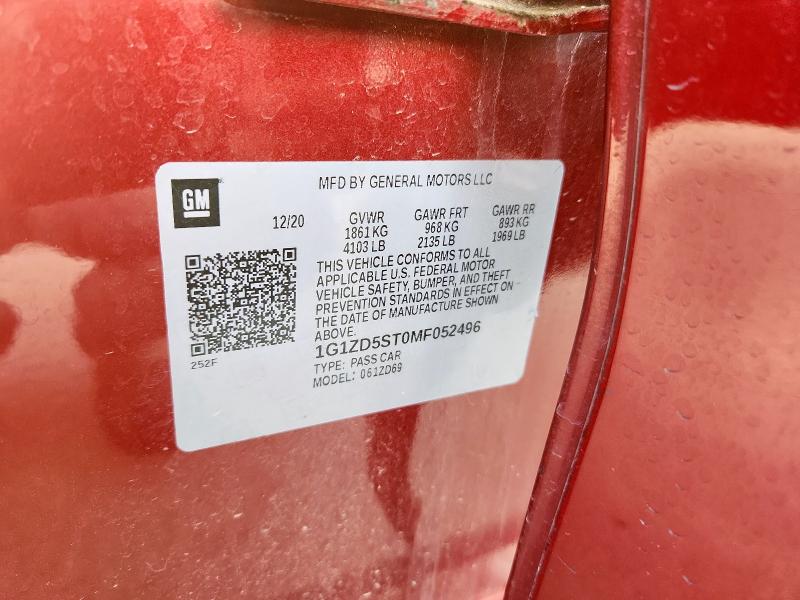 MFD BY GENERAL MOTORS LLC
GM
12/20 GVWR GAWR FRT GAWR RR
1861 KG 968 KG 893 KG
4103 LB 2135 LB 1969 LB
THIS VEHICLE CONFORMS TO ALL
APPLICABLE U.S. FEDERAL MOTOR
VEHICLE SAFETY, BUMPER, AND THEFT
PREVENTION STANDARDS IN EFFECT ON
THE DATE OF MANUFACTURE SHOWN
ABOVE.
1G1ZD5ST0MF052496
252F
TYPE: PASS CAR
MODEL: 061ZD69